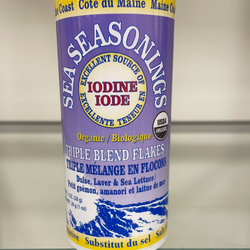 Coast Côte du Maine Maine Co
SEA SEASONINGS
EXCELLENT SOURCE OF
IODINE
IODE
EXCELLENTE TENEUR EN
USDA
ORGANIC
Organic / Biologique
TRIPLE BLEND FLAKES
TRIPLE MÉLANGE EN FLOCONS
Dulse, Laver & Sea Lettuce
Petit goémon, amanori et laitue de mer
Substitut du sel